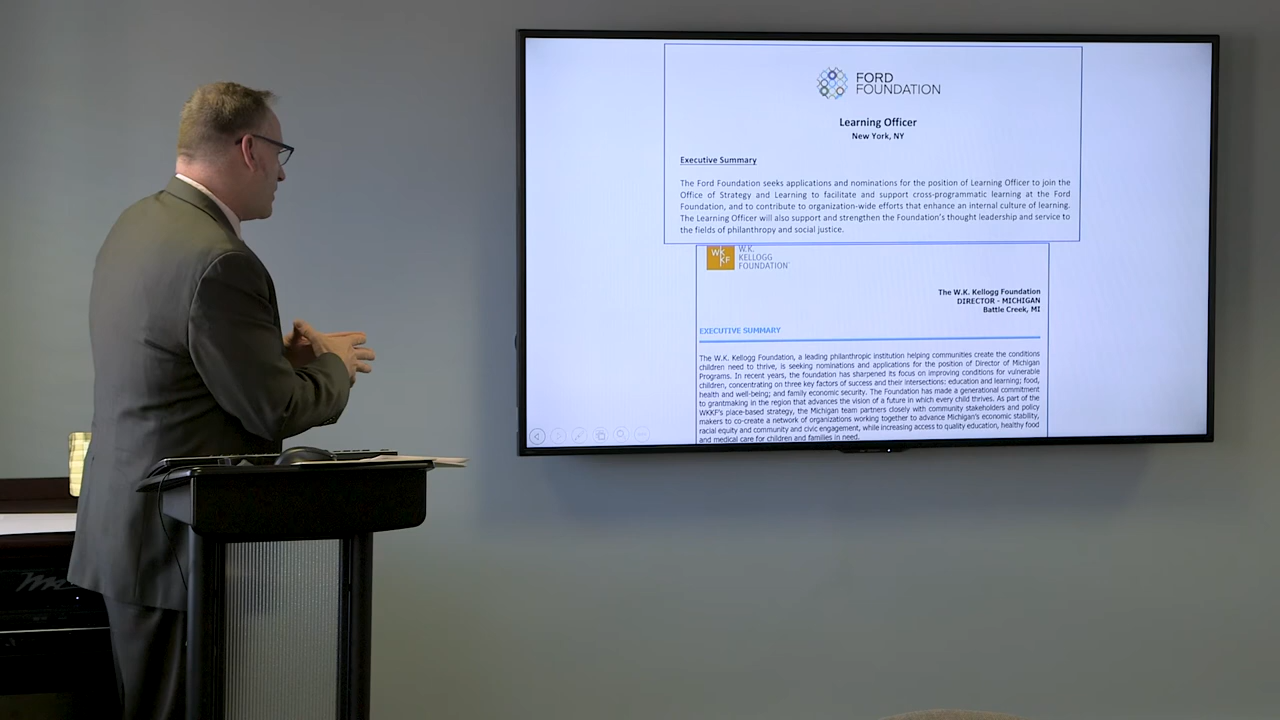 FORD
FOUNDATION
Learning Officer
New York, NY
Executive Summary
The Ford Foundation seeks applications and nominations for the position of Learning Officer to join the
Office of Strategy and Learning to facilitate and support cross-programmatic learning at the Ford
Foundation, and to contribute to organization-wide efforts that enhance an internal culture of learning.
The Learning Officer will also support and strengthen the Foundation's thought leadership and service to
the fields of philanthropy and social justice.
WK
KF
W.K.
KELLOGG
FOUNDATION
The W.K. Kellogg Foundation
DIRECTOR - MICHIGAN
Battle Creek, MI
EXECUTIVE SUMMARY
The W.K. Kellogg Foundation, a leading philanthropic institution helping communities create the conditions
children need to thrive, is seeking nominations and applications for the position of Director of Michigan
Programs. In recent years, the foundation has sharpened its focus on improving conditions for vulnerable
children, concentrating on three key factors of success and their intersections: education and learning; food,
health and well-being; and family economic security. The Foundation has made a generational commitment
to grantmaking in the region that advances the vision of a future in which every child thrives. As part of the
WKKF's place-based strategy, the Michigan team partners closely with community stakeholders and policy
makers to co-create a network of organizations working together to advance Michigan's economic stability,
racial equity and community and civic engagement, while increasing access to quality education, healthy food
and medical care for children and families in need.